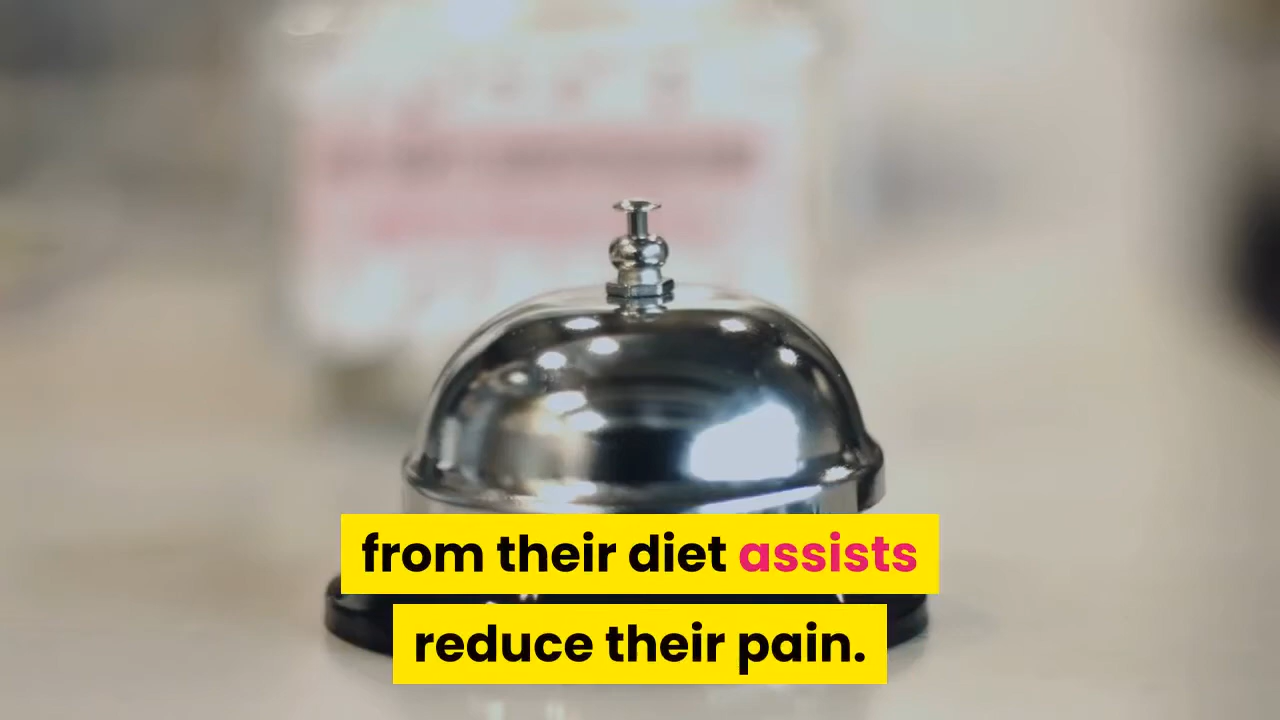 from their diet assists
reduce their pain.